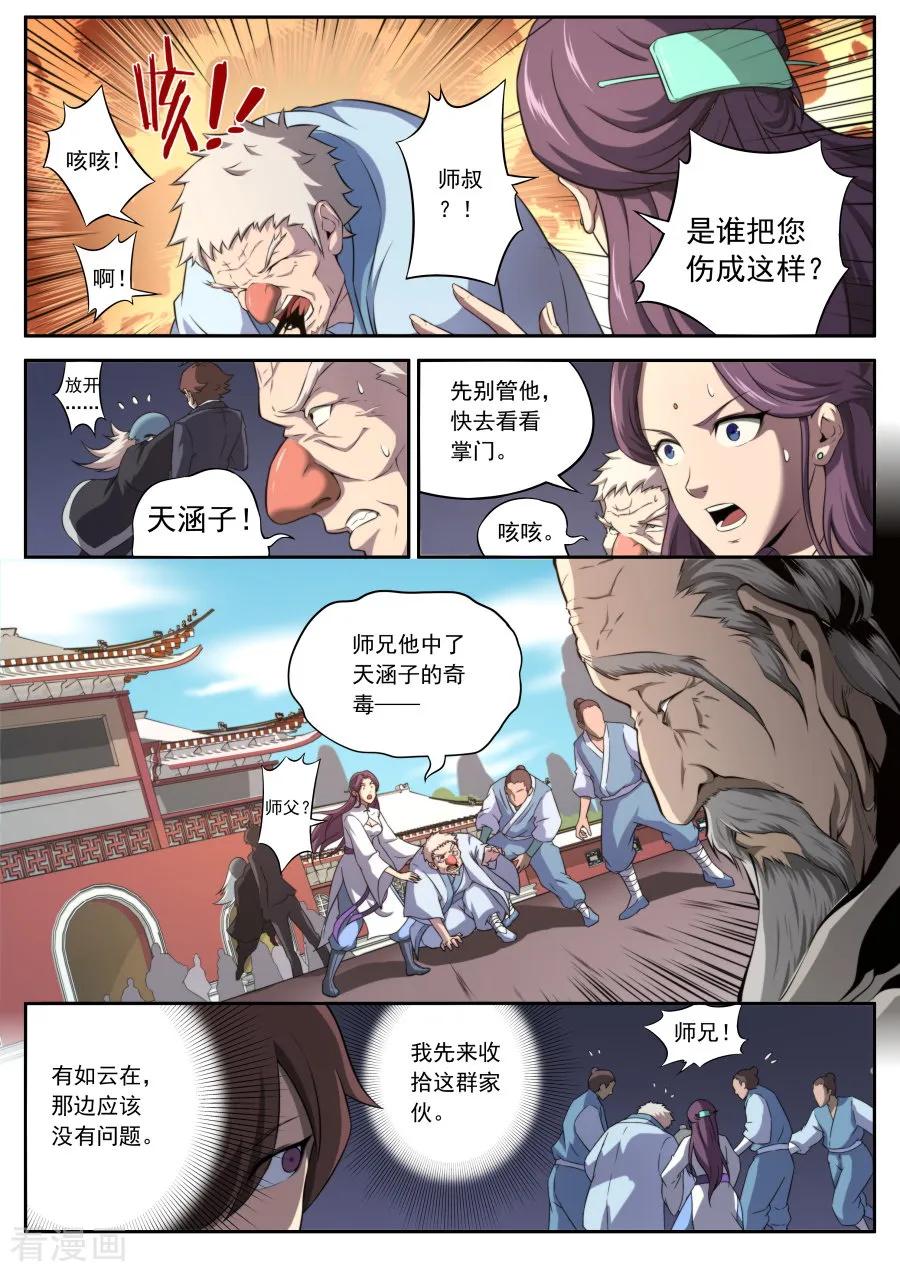 咳！！
咳咳！
啊！
师叔
？！
是谁把您
伤成这样？
放开
……
天涵子！
先别管他，
快去看看
掌门。
咳咳。
师兄他中了
天涵子的奇
毒——
师父？
有如云在，
那边应该
没有问题。
我先来收
拾这群家
伙。
师兄！
看漫画